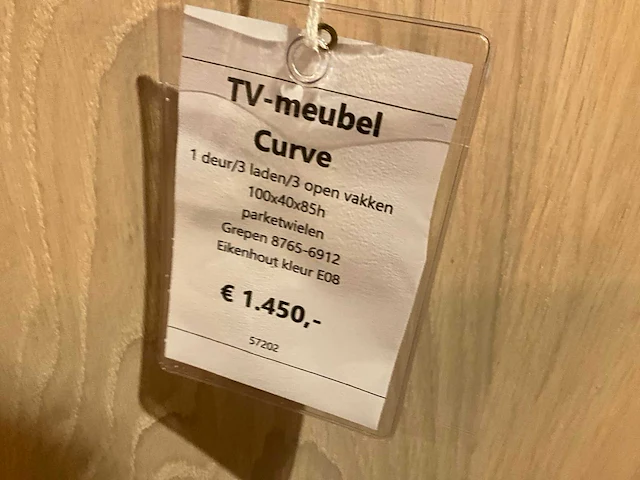 TV-meubel
Curve
1 deur/3 laden/3 open vakken
100x40x85h
parketwielen
Grepen 8765-6912
Eikenhout kleur E08
€ 1.450,-
57202